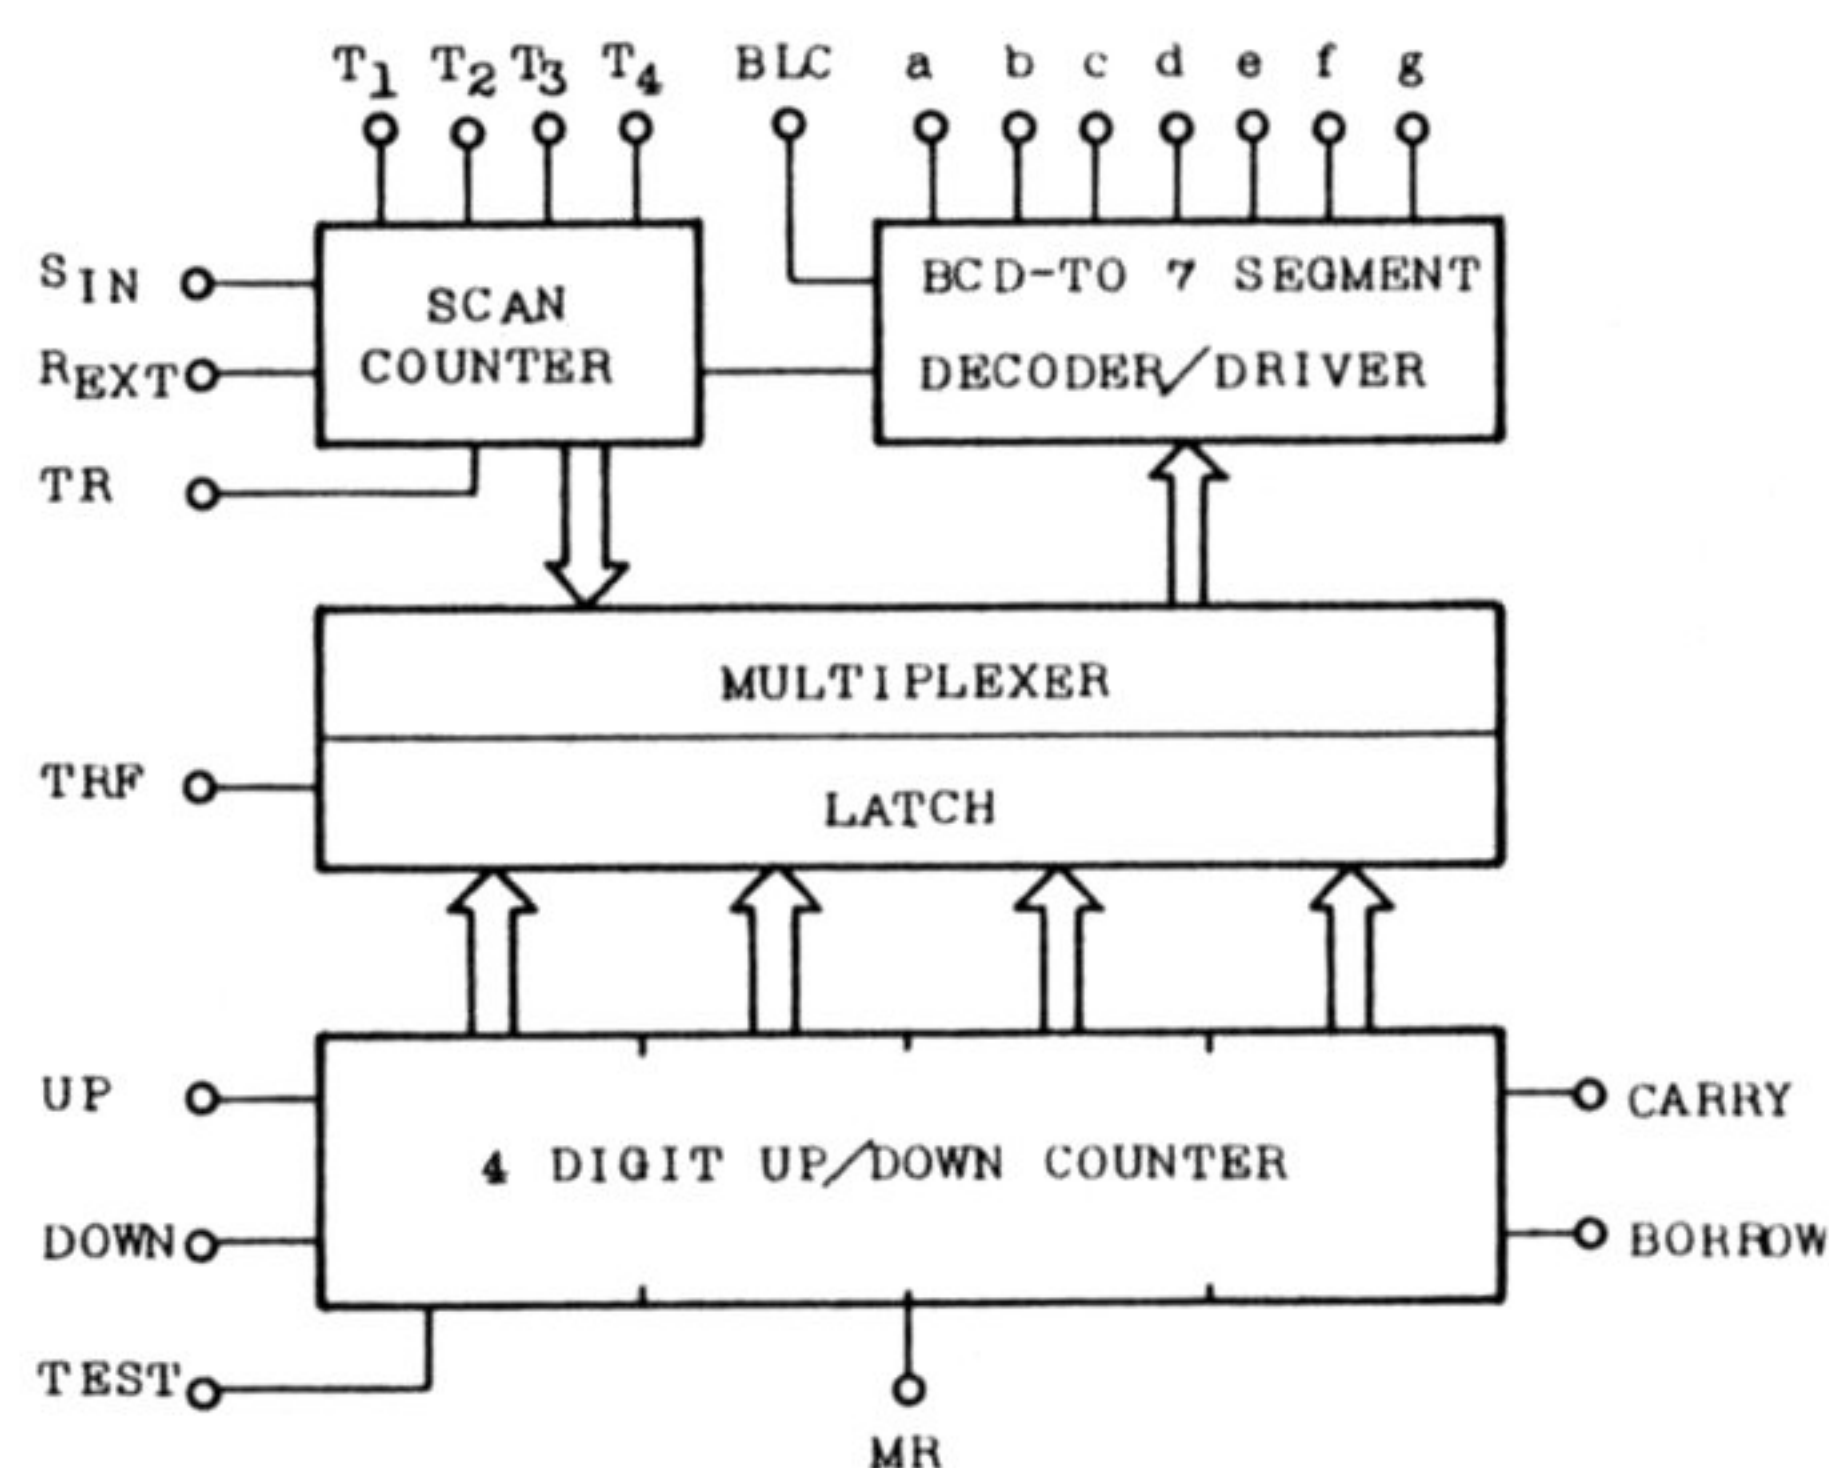 T1 T2 T3 T4 BLC a b c d e f g
SIN
REXT
TR
SCAN
COUNTER
BCD-TO 7 SEGMENT
DECODER/DRIVER
MULTIPLEXER
TRF
LATCH
UP
DOWN
TEST
4 DIGIT UP/DOWN COUNTER
CARRY
BORROW
MR